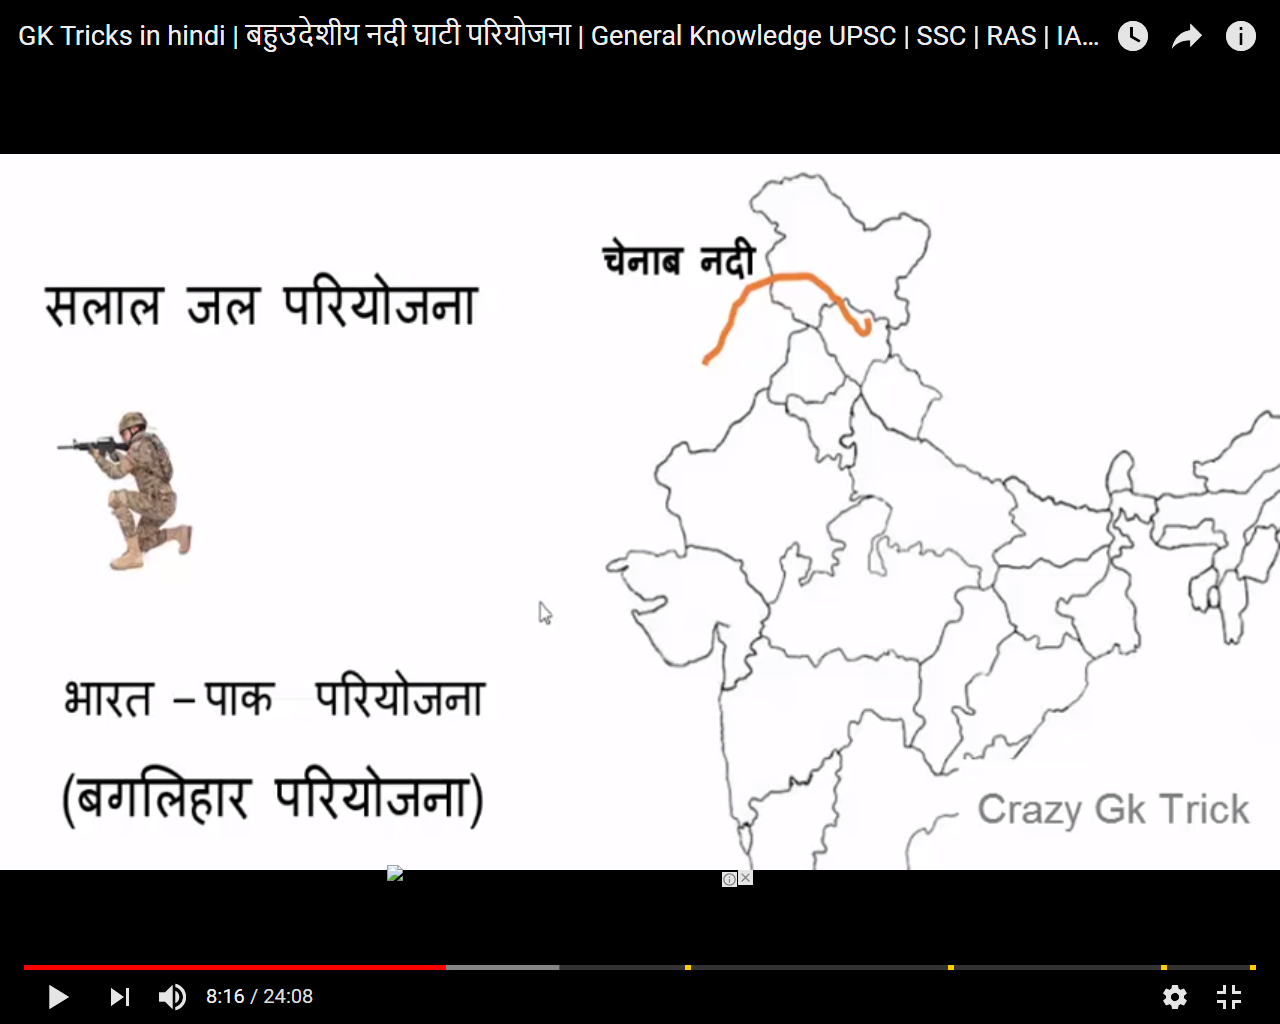 GK Tricks in hindi | बहुउदेशीय नदी घाटी परियोजना | General Knowledge UPSC | SSC | RAS | IA...
चेनाब नदी
सलाल जल परियोजना
भारत – पाक परियोजना
(बगलिहार परियोजना)
Crazy Gk Trick
8:16 / 24:08